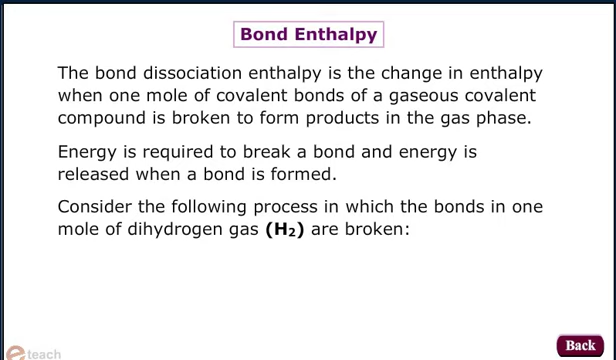 Bond Enthalpy
The bond dissociation enthalpy is the change in enthalpy
when one mole of covalent bonds of a gaseous covalent
compound is broken to form products in the gas phase.
Energy is required to break a bond and energy is
released when a bond is formed.
Consider the following process in which the bonds in one
mole of dihydrogen gas (H₂) are broken:
e teach
Back